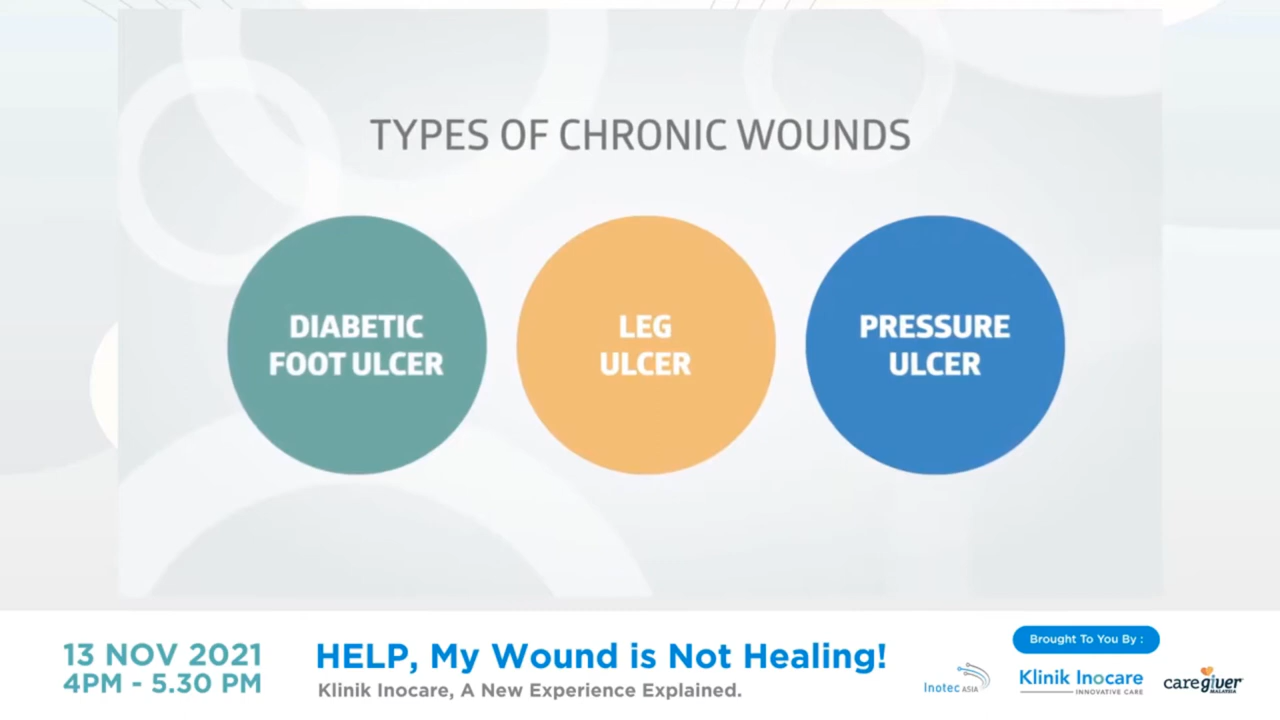 TYPES OF CHRONIC WOUNDS
DIABETIC
FOOT ULCER
LEG
ULCER
PRESSURE
ULCER
13 NOV 2021
4PM - 5.30 PM
HELP, My Wound is Not Healing!
Klinik Inocare, A New Experience Explained.
Brought To You By :
Inotec ASIA
Klinik Inocare
INNOVATIVE CARE
caregiver
MALAYSIA